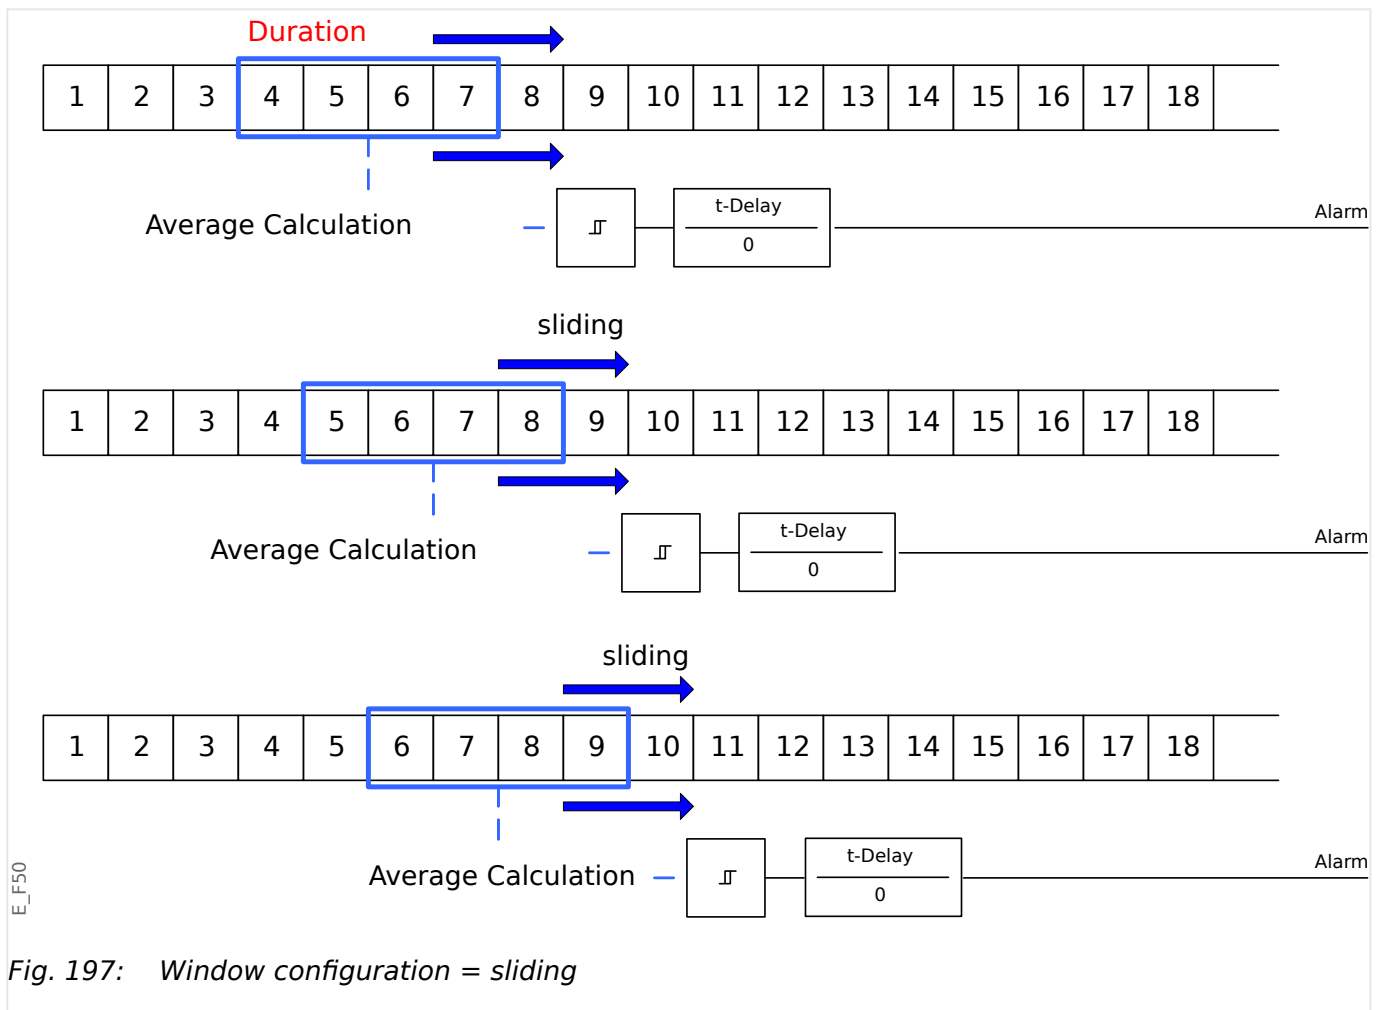 Duration
1 2 3 4 5 6 7 8 9 10 11 12 13 14 15 16 17 18
t-Delay
Alarm
Average Calculation
0
sliding
1 2 3 4 5 6 7 8 9 10 11 12 13 14 15 16 17 18
t-Delay
Alarm
Average Calculation
0
sliding
1 2 3 4 5 6 7 8 9 10 11 12 13 14 15 16 17 18
t-Delay
Alarm
Average Calculation
0
E_F50
Fig. 197: Window configuration = sliding